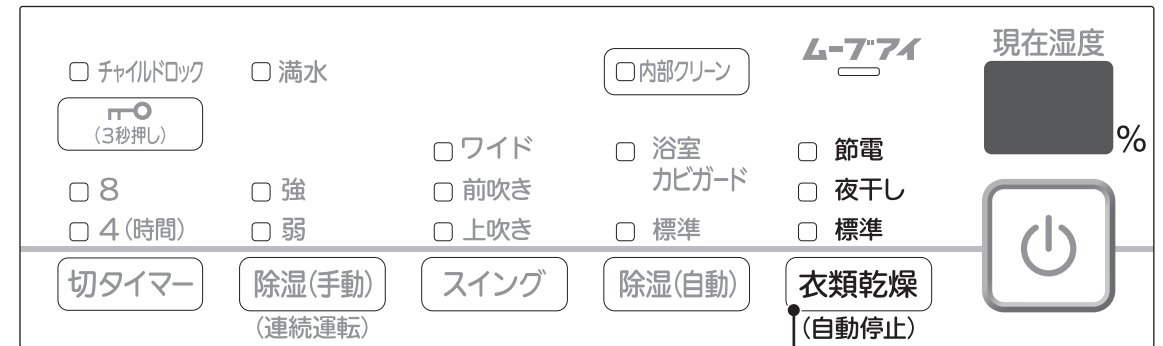 ムーブアイ
現在湿度
チャイルドロック
満水
内部クリーン
(3秒押し)
%
ワイド
浴室
カビガード
節電
8
強
前吹き
夜干し
4(時間)
弱
上吹き
標準
標準
切タイマー
除湿(手動)
スイング
除湿(自動)
衣類乾燥
(連続運転)
(自動停止)